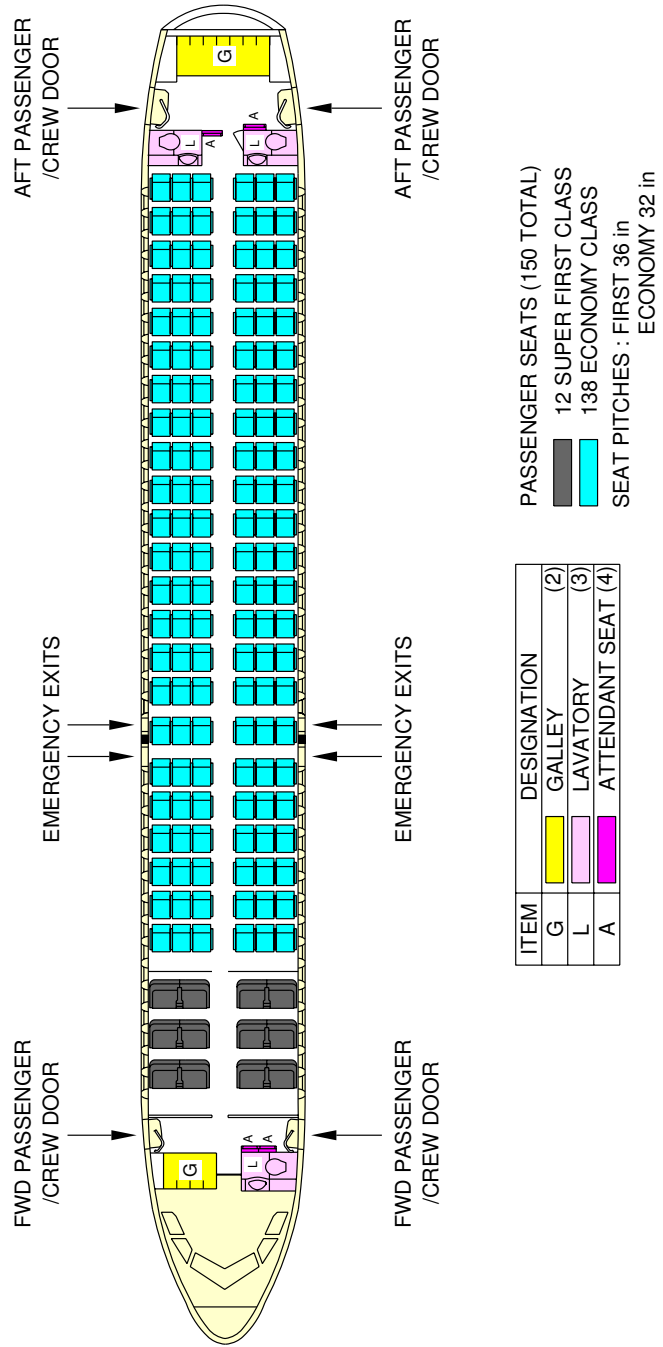 AFT PASSENGER
/CREW DOOR
EMERGENCY EXITS
FWD PASSENGER
/CREW DOOR
G
L
A
A
L
G
A
A
L
FWD PASSENGER
/CREW DOOR
EMERGENCY EXITS
AFT PASSENGER
/CREW DOOR
ITEM DESIGNATION
G GALLEY (2)
L LAVATORY (3)
A ATTENDANT SEAT (4)
PASSENGER SEATS (150 TOTAL)
12 SUPER FIRST CLASS
138 ECONOMY CLASS
SEAT PITCHES : FIRST 36 in
ECONOMY 32 in